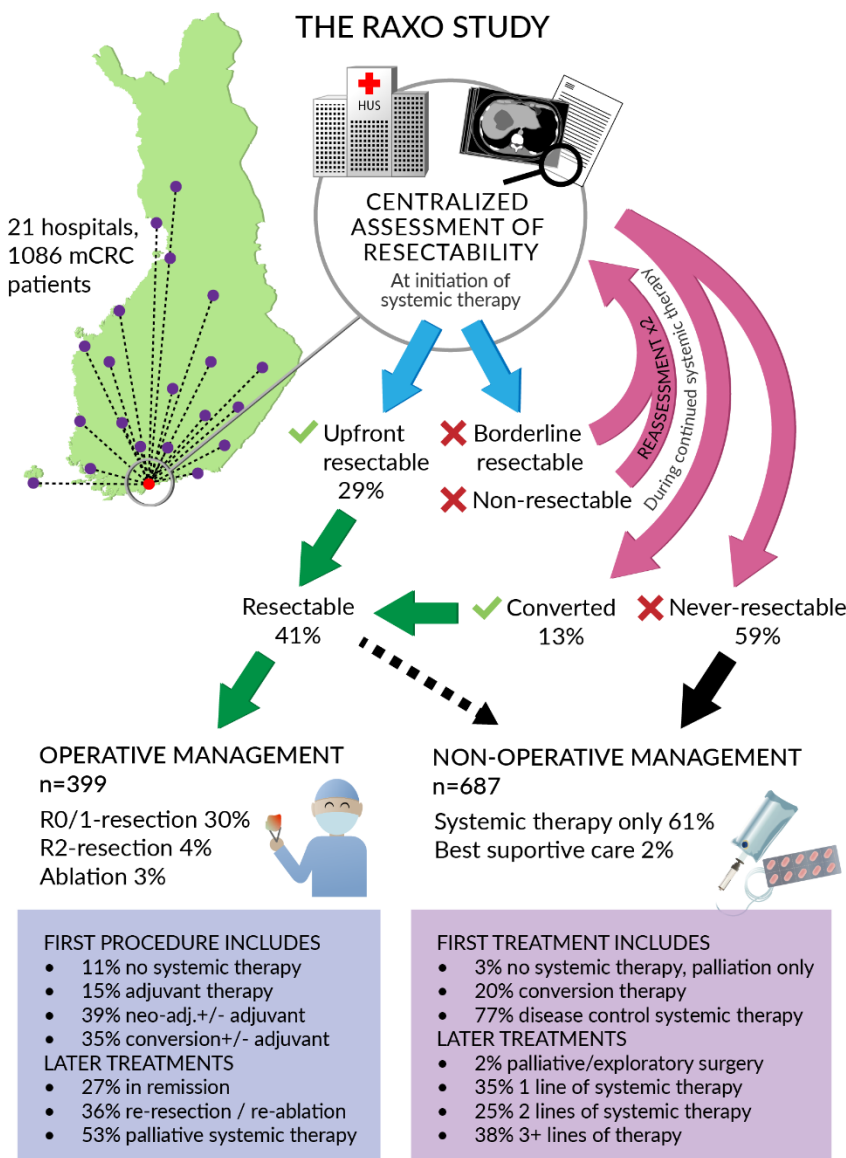 THE RAXO STUDY
HUS
21 hospitals,
1086 mCRC
patients
CENTRALIZED
ASSESSMENT OF
RESECTABILITY
At initiation of
systemic therapy
REASSESSMENT x2
During continued systemic therapy
Upfront
resectable
29%
Borderline
resectable
Non-resectable
Resectable
41%
Converted
13%
Never-resectable
59%
OPERATIVE MANAGEMENT
n=399
R0/1-resection 30%
R2-resection 4%
Ablation 3%
NON-OPERATIVE MANAGEMENT
n=687
Systemic therapy only 61%
Best suportive care 2%
FIRST PROCEDURE INCLUDES
• 11% no systemic therapy
• 15% adjuvant therapy
• 39% neo-adj.+/- adjuvant
• 35% conversion+/- adjuvant
LATER TREATMENTS
• 27% in remission
• 36% re-resection / re-ablation
• 53% palliative systemic therapy
FIRST TREATMENT INCLUDES
• 3% no systemic therapy, palliation only
• 20% conversion therapy
• 77% disease control systemic therapy
LATER TREATMENTS
• 2% palliative/exploratory surgery
• 35% 1 line of systemic therapy
• 25% 2 lines of systemic therapy
• 38% 3+ lines of therapy